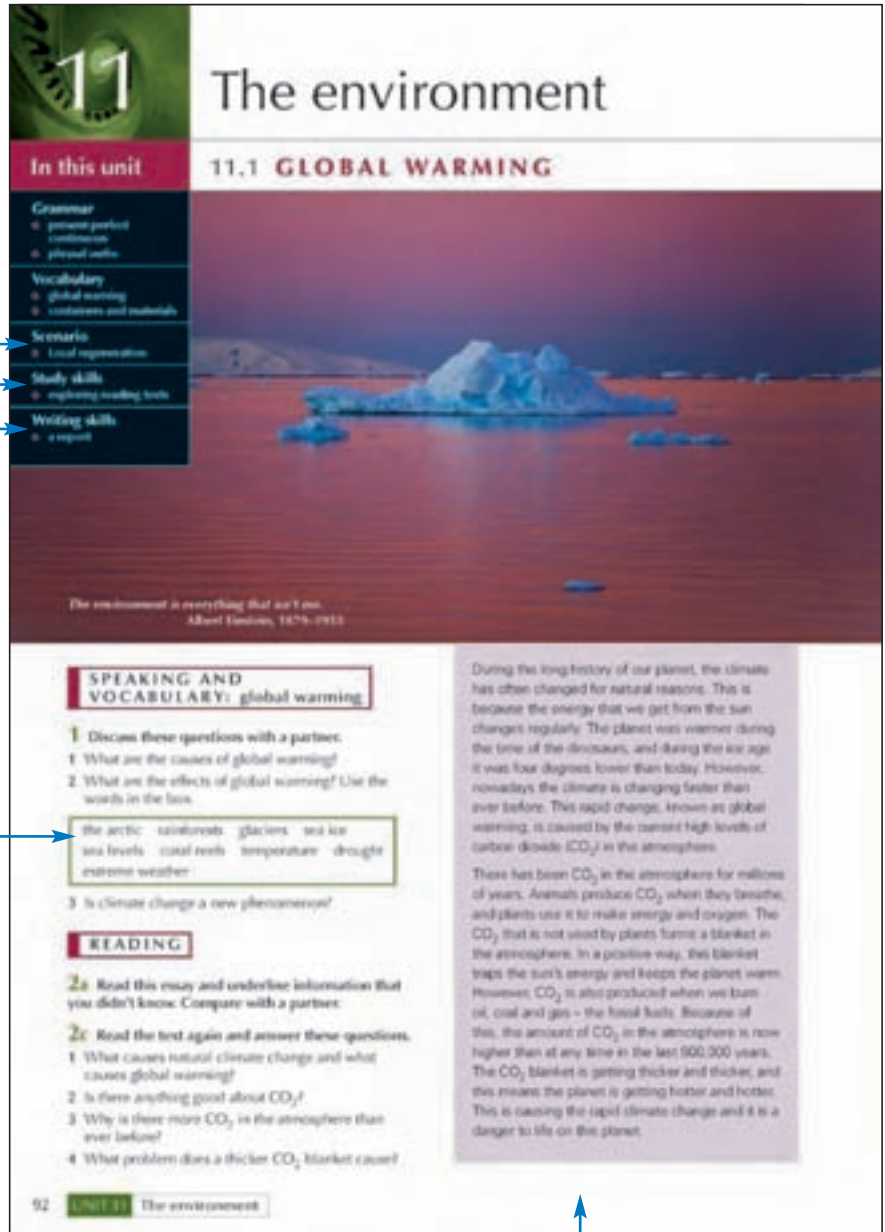 11
The environment
In this unit
11.1 GLOBAL WARMING
Grammar
present perfect
continuous
phrasal verbs
Vocabulary
global warming
containers and materials
Scenario
Local regeneration
Study skills
exploring reading texts
Writing skills
a report
The environment is everything that isn't me.
Albert Einstein, 1879–1955
SPEAKING AND
VOCABULARY: global warming
1 Discuss these questions with a partner.
1 What are the causes of global warming?
2 What are the effects of global warming? Use the
words in the box.
the arctic rainforests glaciers sea ice
sea levels coral reefs temperature drought
extreme weather
3 Is climate change a new phenomenon?
READING
2a Read this essay and underline information that
you didn't know. Compare with a partner.
2c Read the text again and answer these questions.
1 What causes natural climate change and what
causes global warming?
2 Is there anything good about CO₂?
3 Why is there more CO₂ in the atmosphere than
ever before?
4 What problem does a thicker CO₂ blanket cause?
During the long history of our planet, the climate
has often changed for natural reasons. This is
because the energy that we get from the sun
changes regularly. The planet was warmer during
the time of the dinosaurs, and during the ice age
it was four degrees lower than today. However,
nowadays the climate is changing faster than
ever before. This rapid change, known as global
warming, is caused by the current high levels of
carbon dioxide (CO₂) in the atmosphere.
There has been CO₂ in the atmosphere for millions
of years. Animals produce CO₂ when they breathe,
and plants use it to make energy and oxygen. The
CO₂ that is not used by plants forms a blanket in
the atmosphere. In a positive way, this blanket
traps the sun's energy and keeps the planet warm.
However, CO₂ is also produced when we burn
oil, coal and gas – the fossil fuels. Because of
this, the amount of CO₂ in the atmosphere is now
higher than at any time in the last 600,000 years.
The CO₂ blanket is getting thicker and thicker, and
this means the planet is getting hotter and hotter.
This is causing the rapid climate change and it is a
danger to life on this planet.
92 UNIT 11 The environment